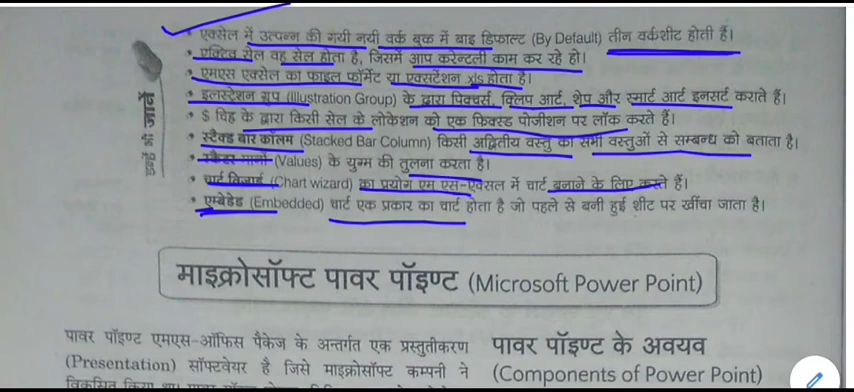 • एक्सेल में उत्पन्न की गयी नयी वर्क बुक में बाइ डिफाल्ट (By Default) तीन वर्कशीट होती हैं।
• एक्टिव सेल वह सेल होता है, जिसमें आप करेन्टली काम कर रहे हो।
• एमएस एक्सेल का फाइल फॉर्मेट या एक्सटेंशन xls होता है।
• इलस्ट्रेशन ग्रुप (Illustration Group) के द्वारा पिक्चर्स, क्लिप आर्ट, शेप और स्मार्ट आर्ट इनसर्ट कराते हैं।
• $ चिह्न के द्वारा किसी सेल के लोकेशन को एक फिक्स्ड पोजीशन पर लॉक करते हैं।
• स्टैक्ड बार कॉलम (Stacked Bar Column) किसी अद्वितीय वस्तु का सभी वस्तुओं से सम्बन्ध को बताता है।
• (Values) के युग्म की तुलना करता है।
• चार्ट विजार्ड (Chart wizard) का प्रयोग एम एस-एक्सेल में चार्ट बनाने के लिए करते हैं।
• एम्बेडेड (Embedded) चार्ट एक प्रकार का चार्ट होता है जो पहले से बनी हुई शीट पर खींचा जाता है।
माइक्रोसॉफ्ट पावर पॉइण्ट (Microsoft Power Point)
पावर पॉइण्ट एमएस-ऑफिस पैकेज के अन्तर्गत एक प्रस्तुतीकरण
(Presentation) सॉफ्टवेयर है जिसे माइक्रोसॉफ्ट कम्पनी ने
पावर पॉइण्ट के अवयव
(Components of Power Point)